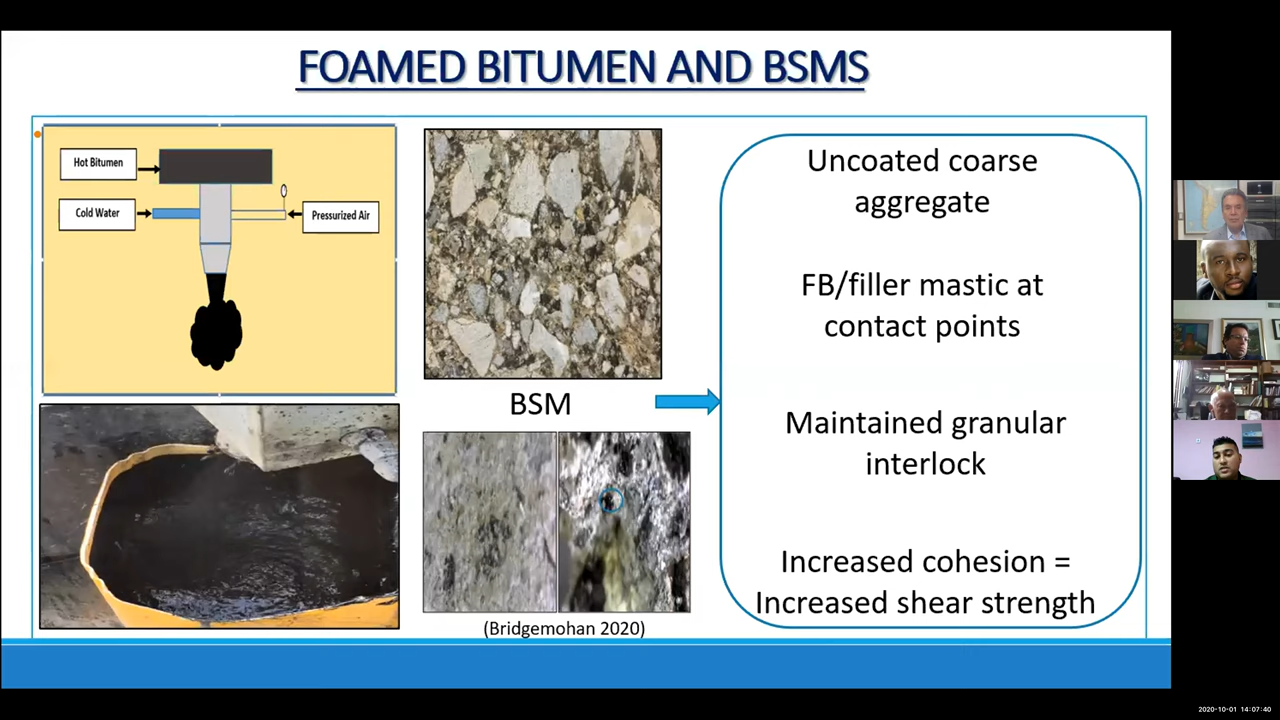 FOAMED BITUMEN AND BSMS
Hot Bitumen
Cold Water
Pressurized Air
BSM
(Bridgemohan 2020)
Uncoated coarse
aggregate
FB/filler mastic at
contact points
Maintained granular
interlock
Increased cohesion =
Increased shear strength
2020-10-01 14:07:40